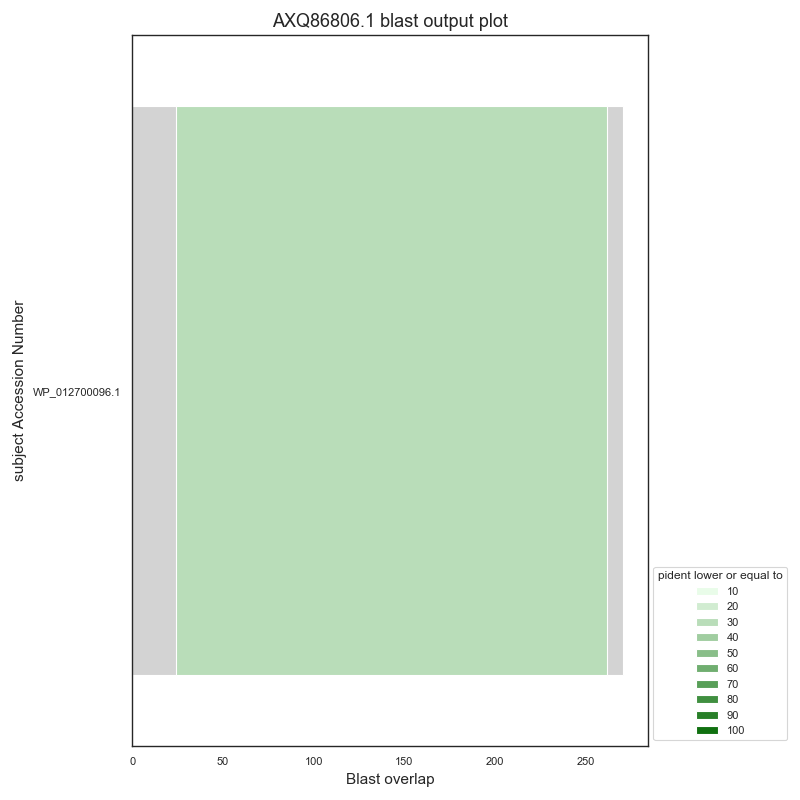 AXQ86806.1 blast output plot
subject Accession Number
WP_012700096.1
0 50 100 150 200 250
Blast overlap
pident lower or equal to
10
20
30
40
50
60
70
80
90
100